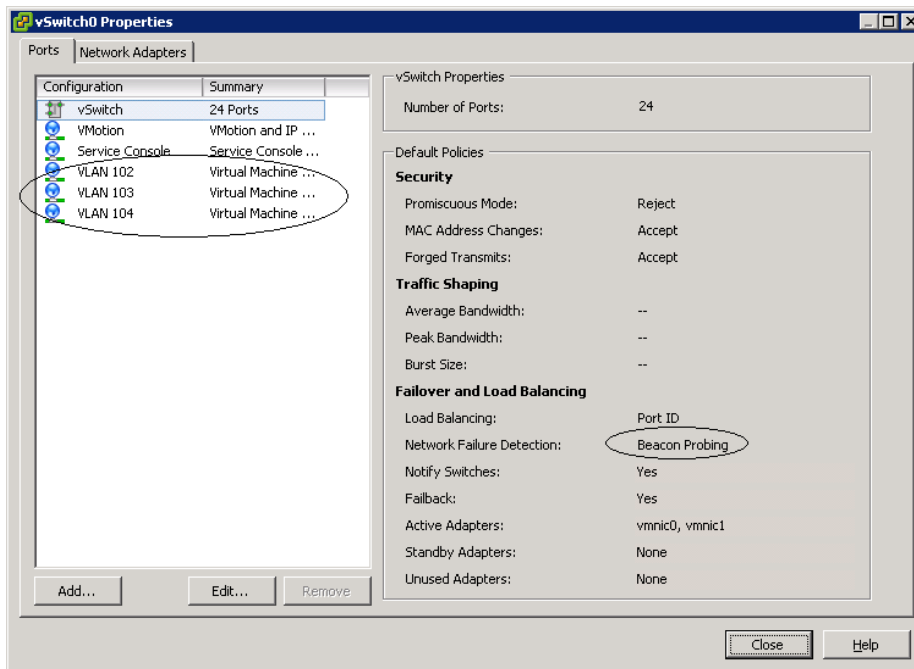 vSwitch0 Properties
Ports Network Adapters
Configuration Summary
vSwitch 24 Ports
VMotion VMotion and IP ...
Service Console Service Console ...
VLAN 102 Virtual Machine ...
VLAN 103 Virtual Machine ...
VLAN 104 Virtual Machine ...
Add... Edit... Remove
vSwitch Properties
Number of Ports: 24
Default Policies
Security
Promiscuous Mode: Reject
MAC Address Changes: Accept
Forged Transmits: Accept
Traffic Shaping
Average Bandwidth: --
Peak Bandwidth: --
Burst Size: --
Failover and Load Balancing
Load Balancing: Port ID
Network Failure Detection: Beacon Probing
Notify Switches: Yes
Failback: Yes
Active Adapters: vmnic0, vmnic1
Standby Adapters: None
Unused Adapters: None
Close Help